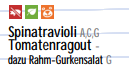 Spinatravioli A,C,G
Tomatenragout -
dazu Rahm-Gurkensalat G